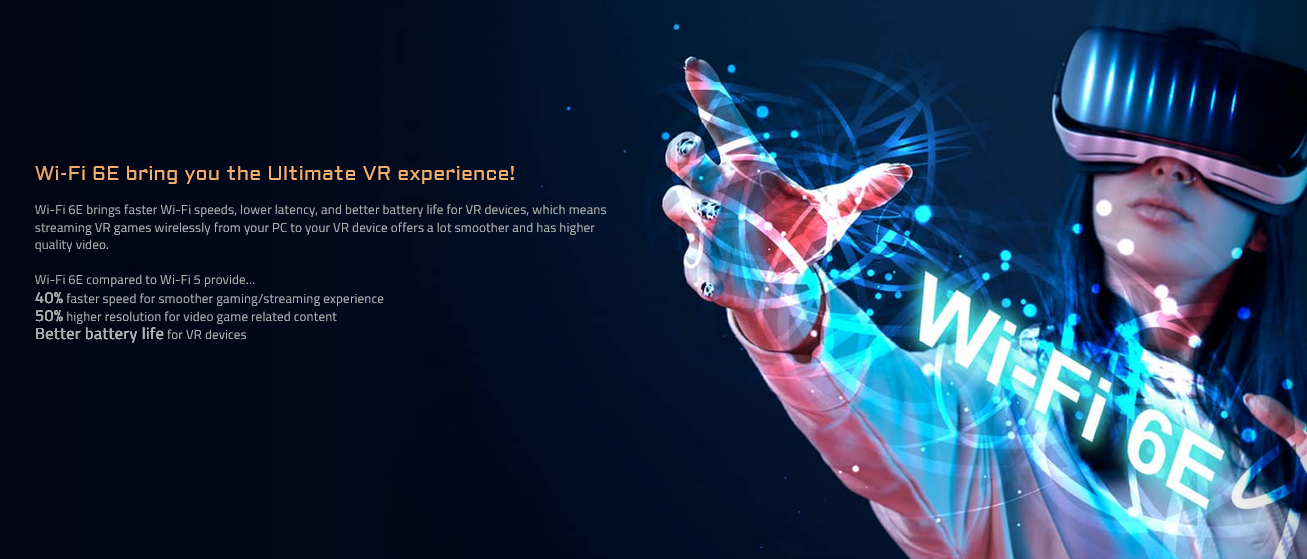 Wi-Fi 6E bring you the Ultimate VR experience!
Wi-Fi 6E brings faster Wi-Fi speeds, lower latency, and better battery life for VR devices, which means
streaming VR games wirelessly from your PC to your VR device offers a lot smoother and has higher
quality video.
Wi-Fi 6E compared to Wi-Fi 5 provide...
40% faster speed for smoother gaming/streaming experience
50% higher resolution for video game related content
Better battery life for VR devices
Wi-Fi 6E